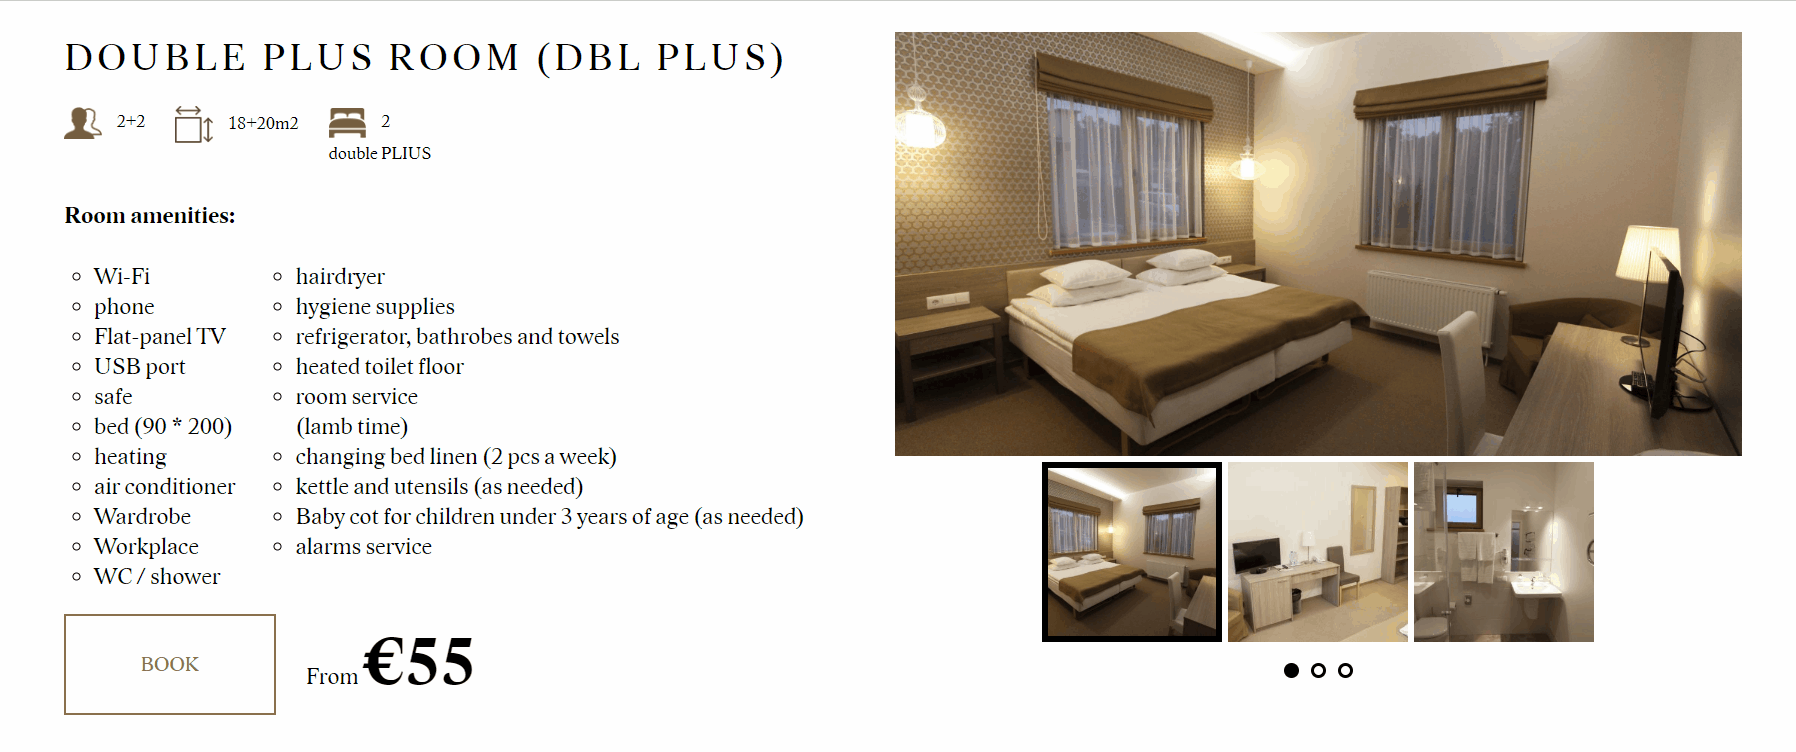 DOUBLE PLUS ROOM (DBL PLUS)
2+2
18+20m2
2
double PLIUS
Room amenities:
Wi-Fi
phone
Flat-panel TV
USB port
safe
bed (90 * 200)
heating
air conditioner
Wardrobe
Workplace
WC / shower
hairdryer
hygiene supplies
refrigerator, bathrobes and towels
heated toilet floor
room service
(lamb time)
changing bed linen (2 pcs a week)
kettle and utensils (as needed)
Baby cot for children under 3 years of age (as needed)
alarms service
BOOK
From €55